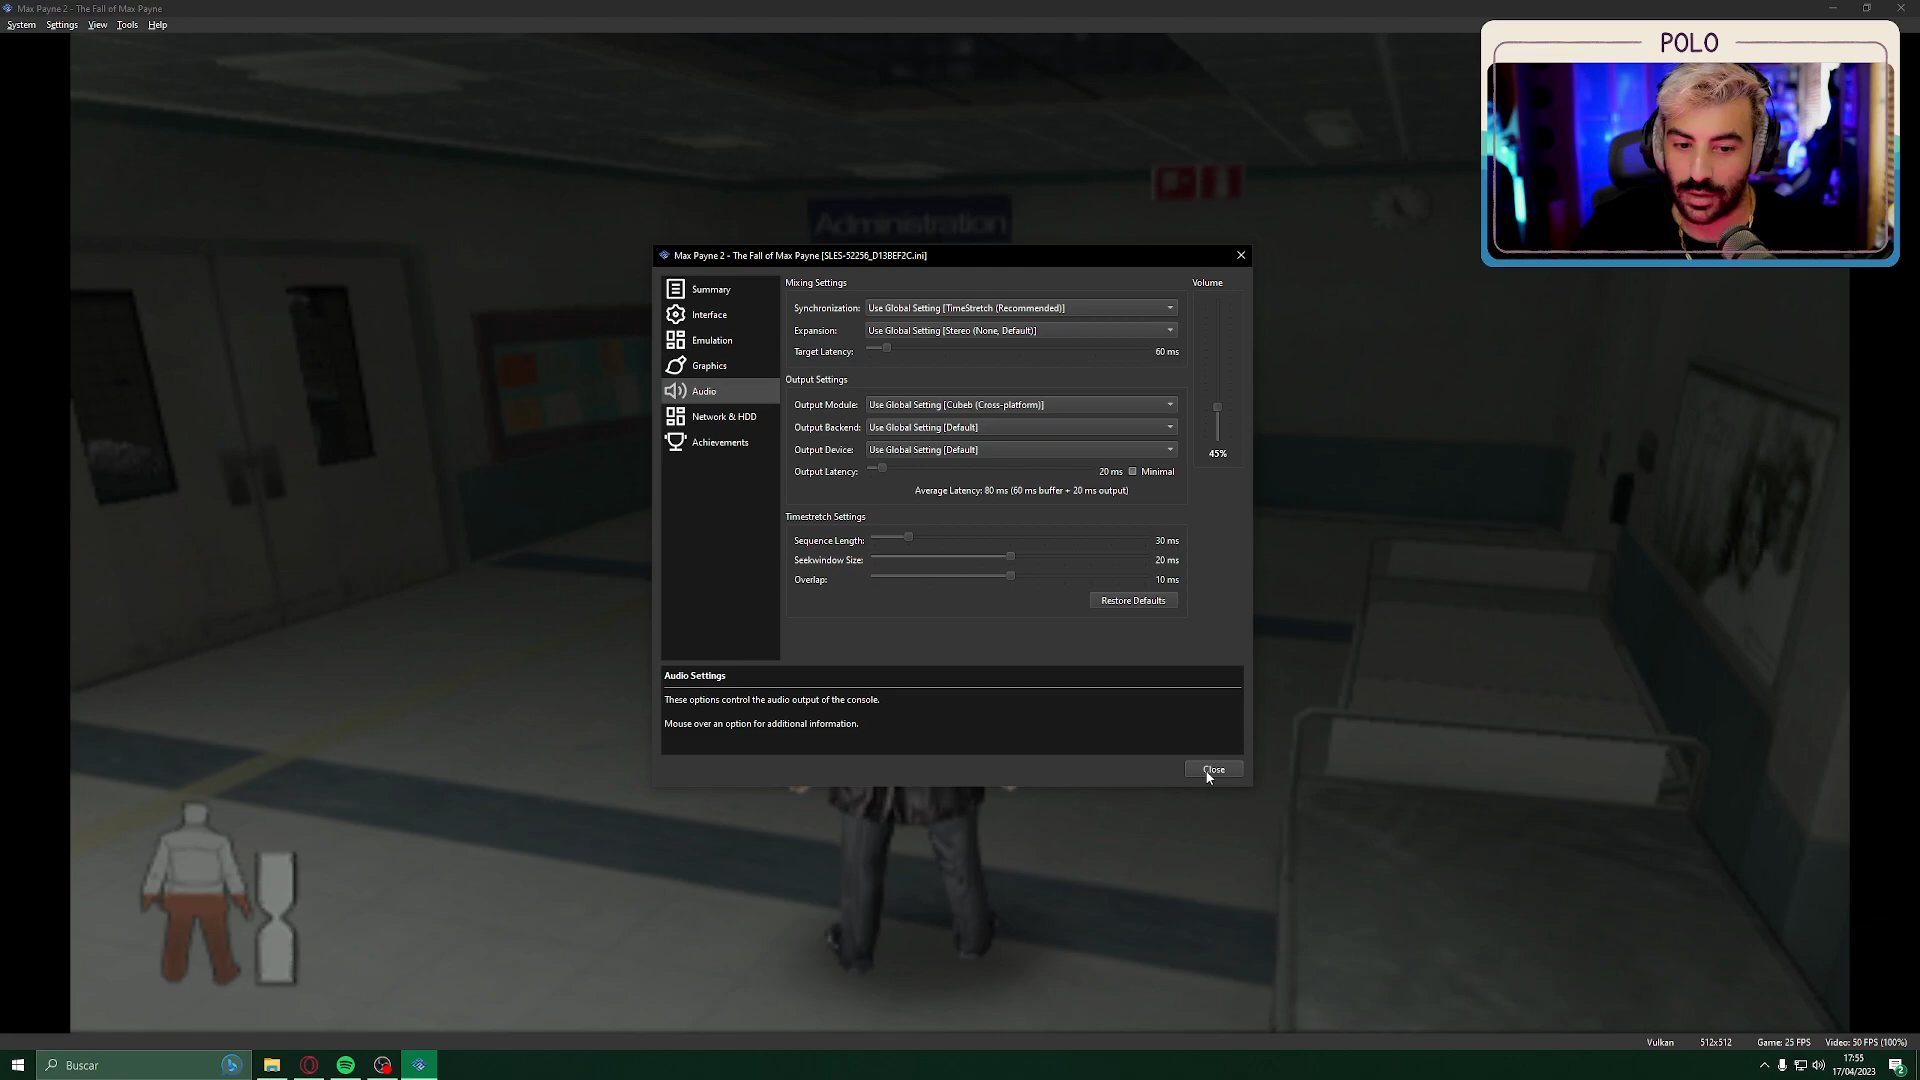 Max Payne 2 - The Fall of Max Payne
System Settings View Tools Help
POLO
Administration
Max Payne 2 - The Fall of Max Payne [SLES-52256_D13BEF2C.ini]
Summary
Interface
Emulation
Graphics
Audio
Network & HDD
Achievements
Mixing Settings
Synchronization: Use Global Setting [TimeStretch (Recommended)]
Expansion: Use Global Setting [Stereo (None, Default)]
Target Latency: 60 ms
Output Settings
Output Module: Use Global Setting [Cubeb (Cross-platform)]
Output Backend: Use Global Setting [Default]
Output Device: Use Global Setting [Default]
Output Latency: 20 ms Minimal
Average Latency: 80 ms (60 ms buffer + 20 ms output)
Timestretch Settings
Sequence Length: 30 ms
Seekwindow Size: 20 ms
Overlap: 10 ms
Restore Defaults
Volume
45%
Audio Settings
These options control the audio output of the console.
Mouse over an option for additional information.
Close
Vulkan 512x512 Game: 25 FPS Video: 50 FPS (100%)
Buscar
17:55
17/04/2023
2